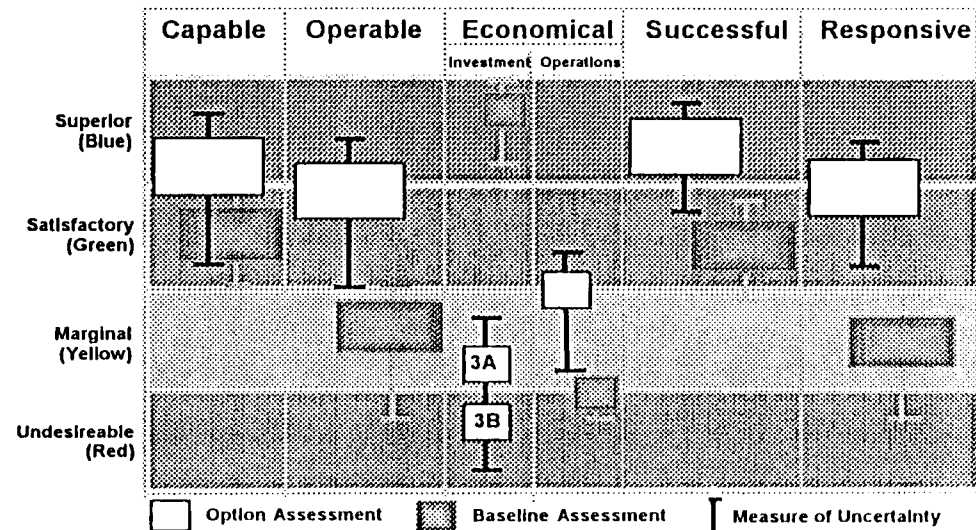 Capable Operable Economical Successful Responsive
Investment Operations
Superior
(Blue)
Satisfactory
(Green)
Marginal
(Yellow)
3A
Undesireable
(Red)
3B
Option Assessment Baseline Assessment Measure of Uncertainty